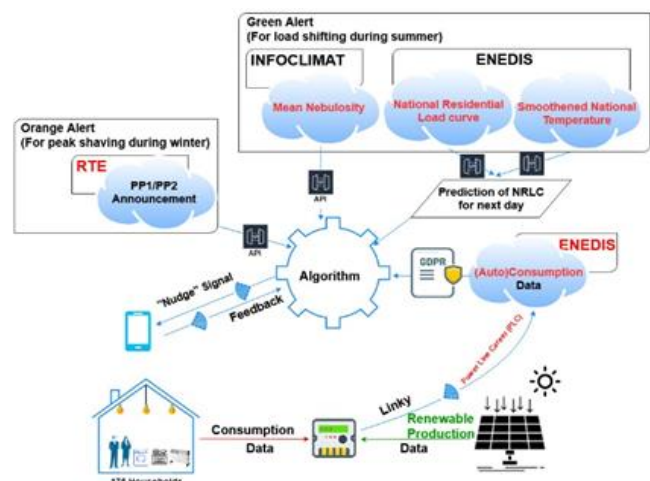 Green Alert
(For load shifting during summer)
INFOCLIMAT
ENEDIS
Mean Nebulosity
National Residential
Load curve
Smoothened National
Temperature
Orange Alert
(For peak shaving during winter)
RTE
PP1/PP2
Announcement
API
API
Prediction of NRLC
for next day
Algorithm
GDPR
ENEDIS
(Auto)Consumption
Data
"Nudge" Signal
Feedback
Power Line Carrier (PLC)
Linky
Consumption
Data
Renewable
Production
Data
Households